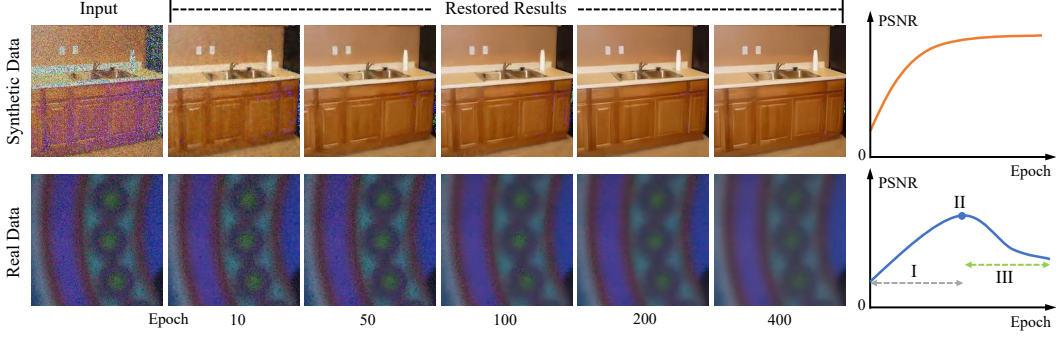 Input
Restored Results
Synthetic Data
PSNR
0
Epoch
Real Data
PSNR
II
I
III
0
Epoch
Epoch 10 50 100 200 400